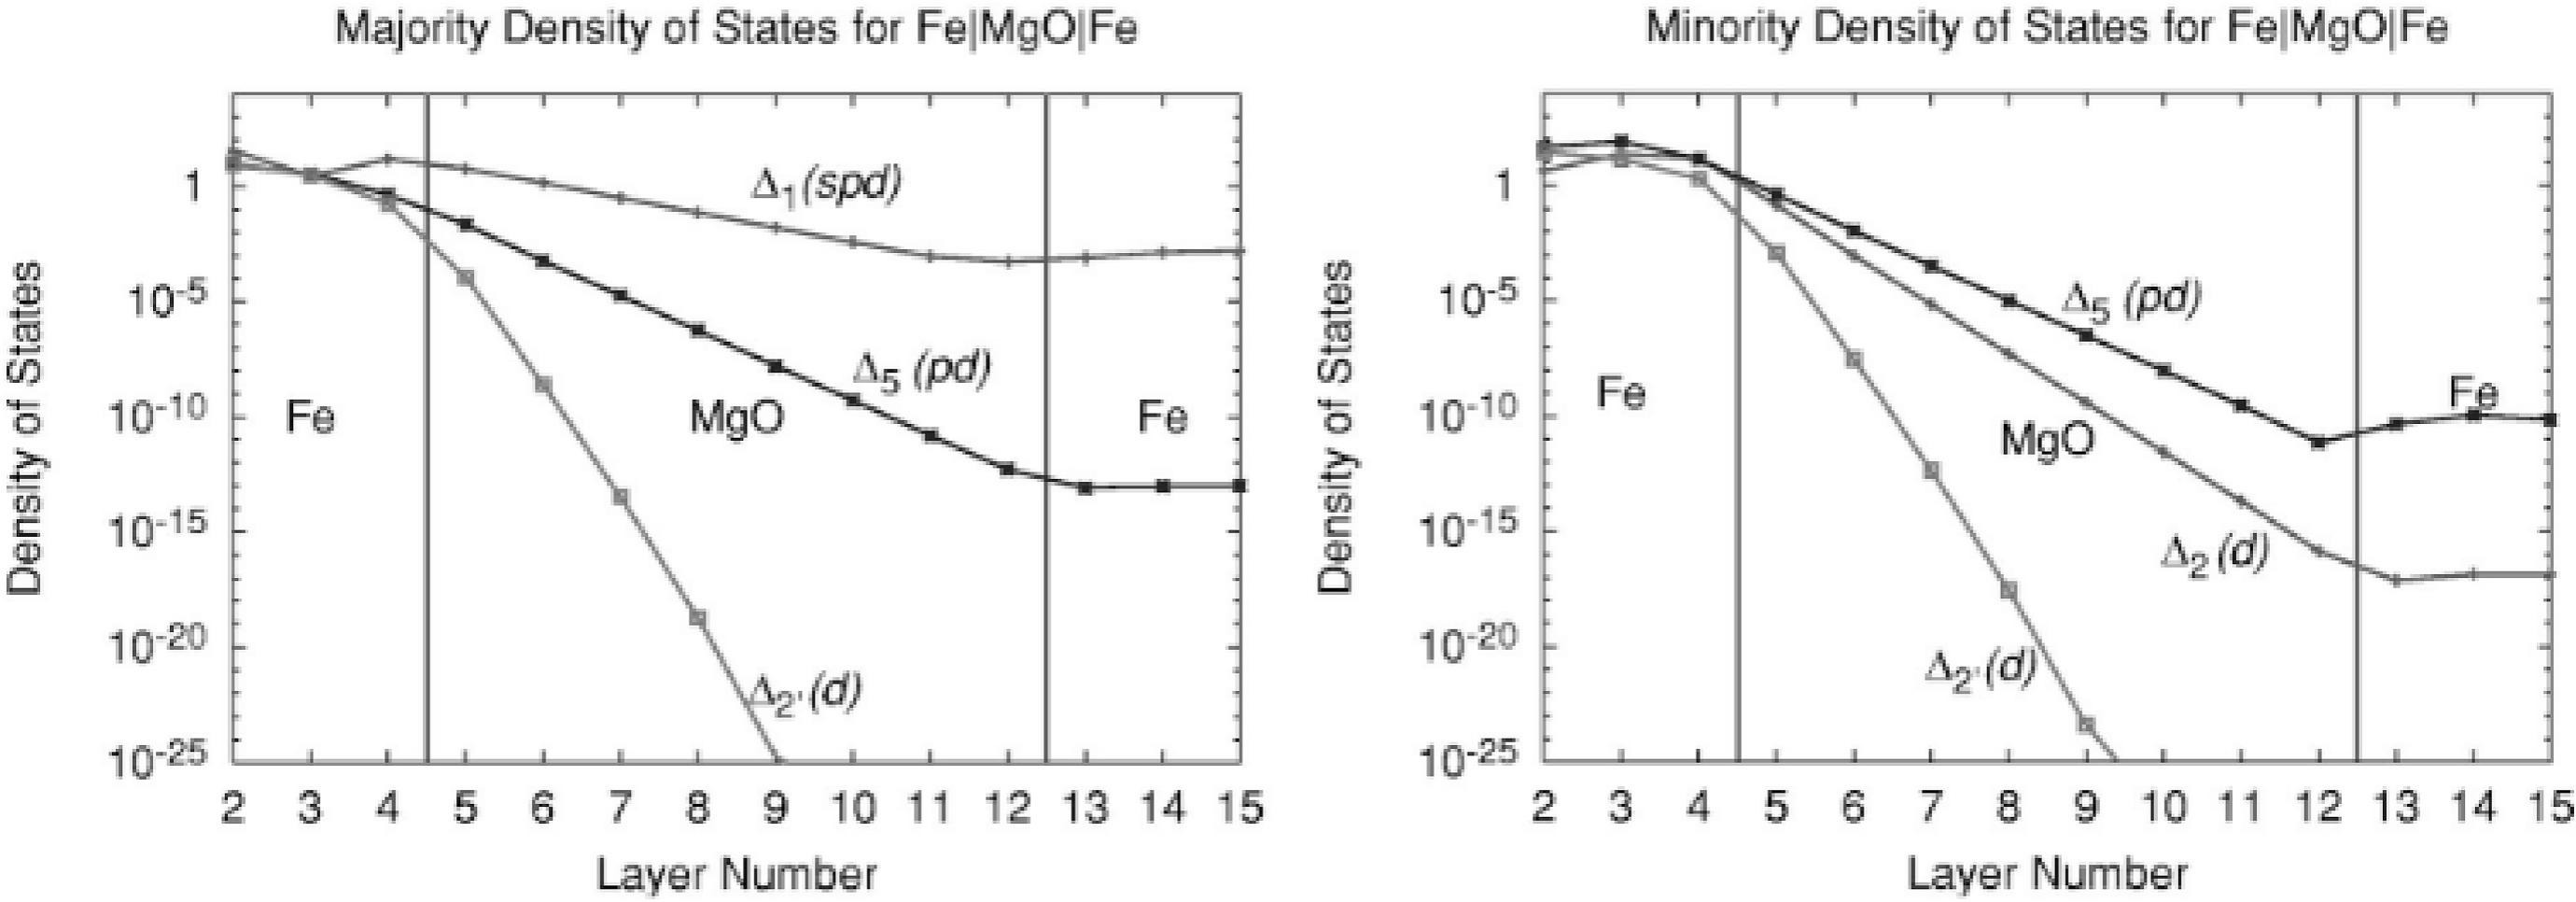 Majority Density of States for Fe|MgO|Fe
Density of States
1
10-5
10-10
10-15
10-20
10-25
Δ1(spd)
Δ5 (pd)
Fe
MgO
Fe
Δ2'(d)
2 3 4 5 6 7 8 9 10 11 12 13 14 15
Layer Number
Minority Density of States for Fe|MgO|Fe
Density of States
1
10-5
10-10
10-15
10-20
10-25
Δ5 (pd)
Fe
Fe
MgO
Δ2 (d)
Δ2'(d)
2 3 4 5 6 7 8 9 10 11 12 13 14 15
Layer Number